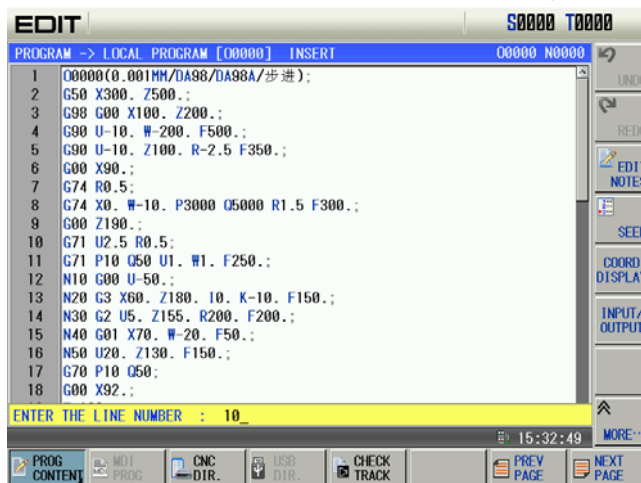 EDIT
S0000 T0000
PROGRAM -> LOCAL PROGRAM [O0000] INSERT O0000 N0000
1 O0000(0.001MM/DA98/DA98A/步进);
2 G50 X300. Z500.;
3 G98 G00 X100. Z200.;
4 G90 U-10. W-200. F500.;
5 G90 U-10. Z100. R-2.5 F350.;
6 G00 X90.;
7 G74 R0.5;
8 G74 X0. W-10. P3000 Q5000 R1.5 F300.;
9 G00 Z190.;
10 G71 U2.5 R0.5;
11 G71 P10 Q50 U1. W1. F250.;
12 N10 G00 U-50.;
13 N20 G3 X60. Z180. I0. K-10. F150.;
14 N30 G2 U5. Z155. R200. F200.;
15 N40 G01 X70. W-20. F50.;
16 N50 U20. Z130. F150.;
17 G70 P10 Q50;
18 G00 X92.;
ENTER THE LINE NUMBER : 10_
15:32:49
UND
RED
EDIT
NOTES
SEE
COORD
DISPLA
INPUT/
OUTPUT
MORE··
PROG
CONTENT
MDI
PROG
CNC
DIR.
USB
DIR.
CHECK
TRACK
PREV
PAGE
NEXT
PAGE